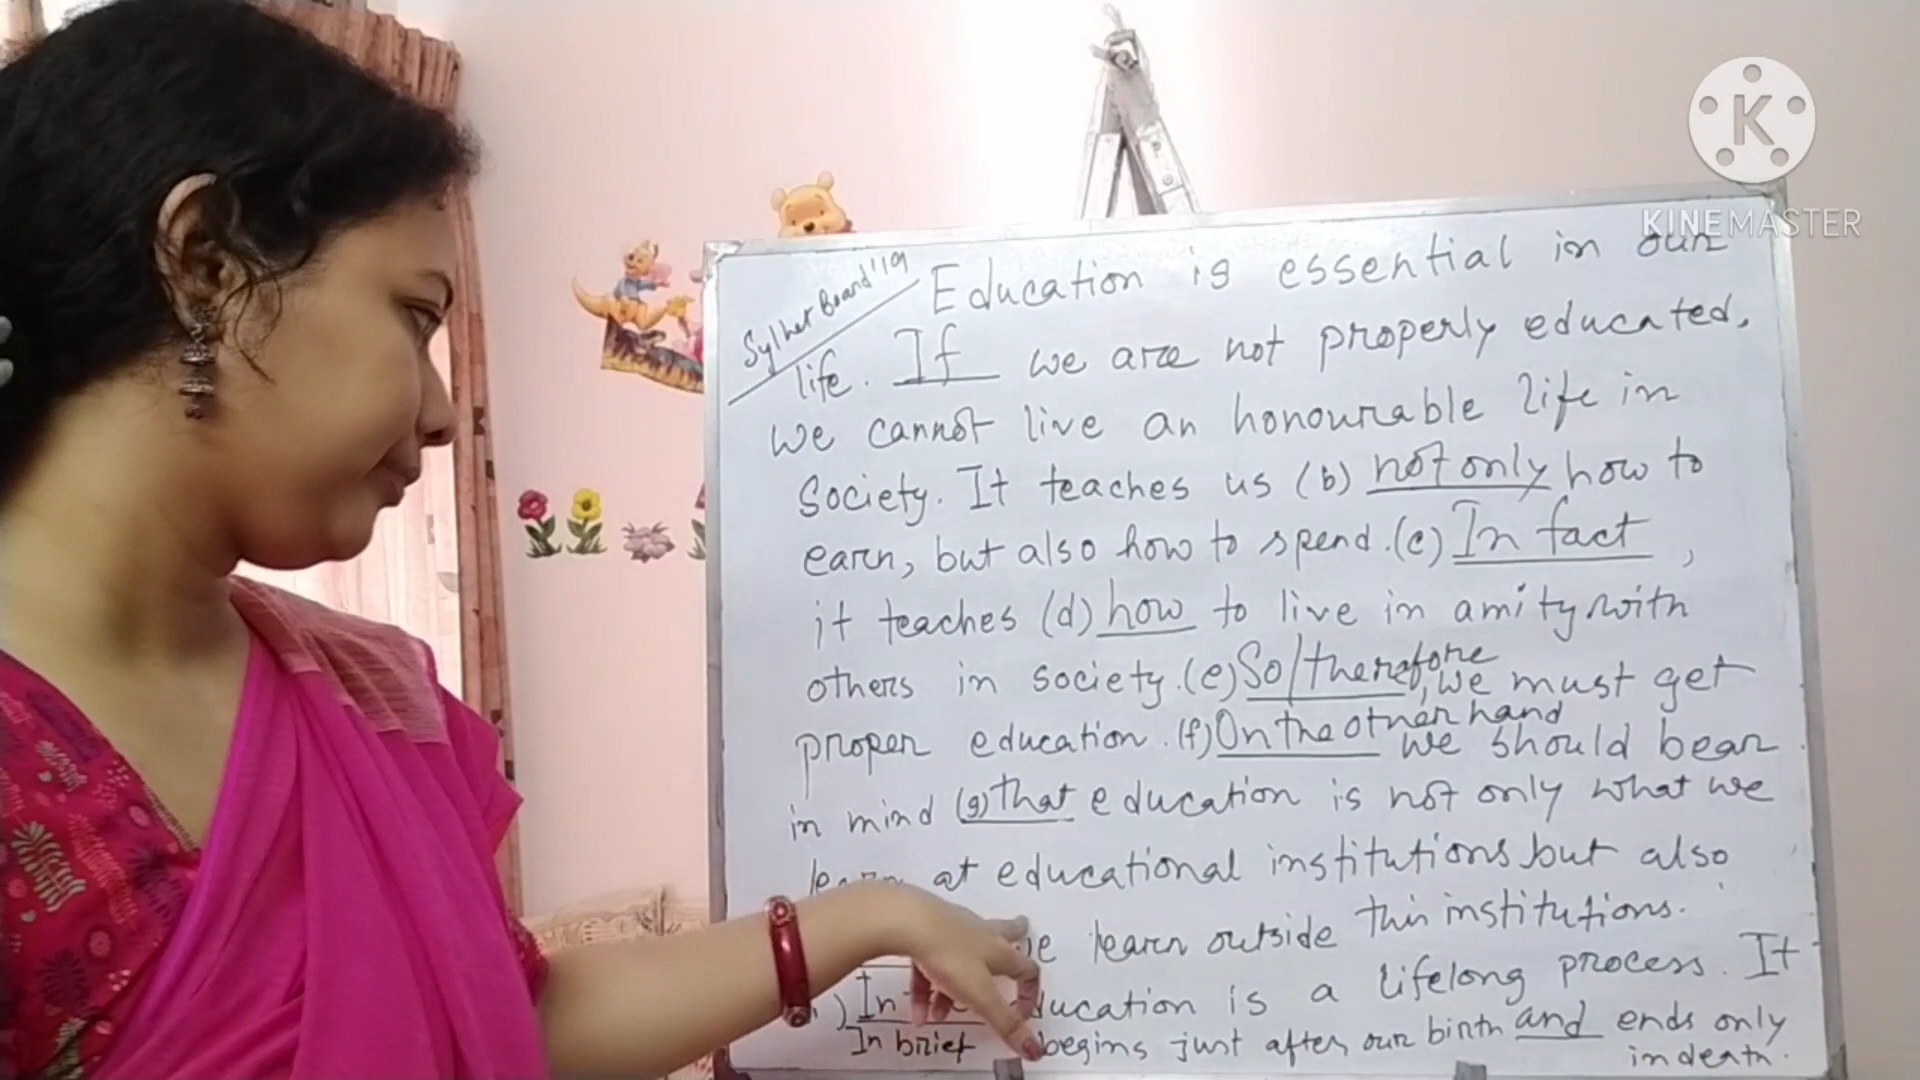 KINEMASTER
Sylhet Board'19
Education is essential in our
life. If we are not properly educated,
we cannot live an honourable life in
Society. It teaches us (b) not only how to
earn, but also how to spend. (c) In fact,
it teaches (d) how to live in amity with
others in society. (e) So/therefore, we must get
proper education. (f) On the other hand we should bear
in mind (g) that education is not only what we
learn at educational institutions but also
learn outside this institutions.
In education is a lifelong process. It
In brief begins just after our birth and ends only
in death.